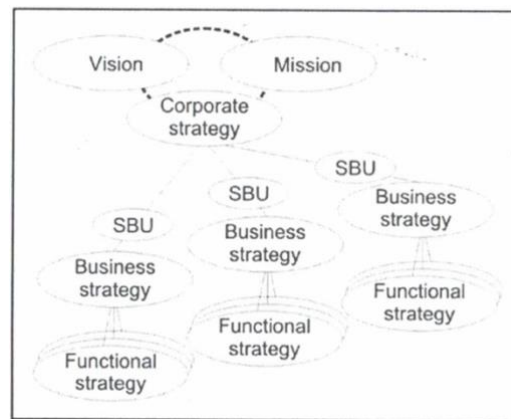 Vision
Mission
Corporate
strategy
SBU
SBU
SBU
Business
strategy
Business
strategy
Business
strategy
Functional
strategy
Functional
strategy
Functional
strategy